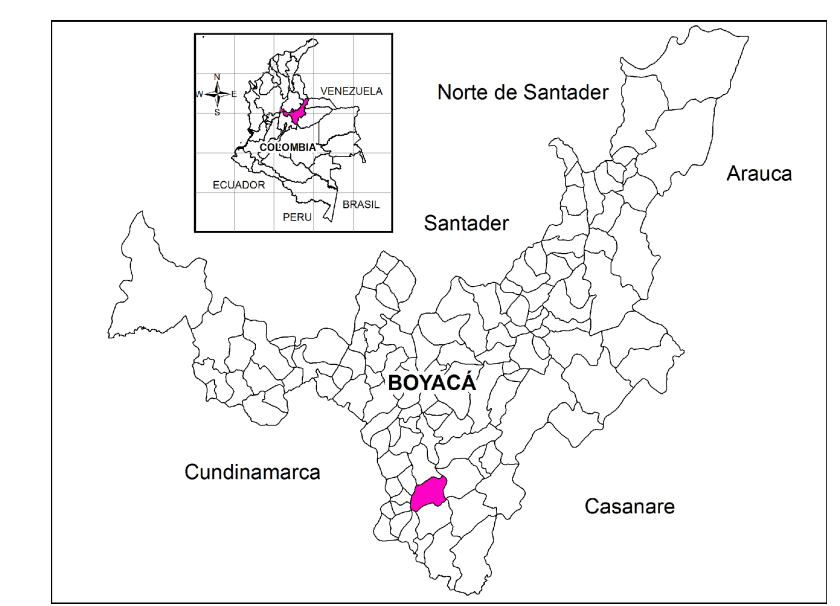 N
W E
S
VENEZUELA
COLOMBIA
ECUADOR
PERU
BRASIL
Norte de Santader
Arauca
Santader
BOYACÁ
Cundinamarca
Casanare